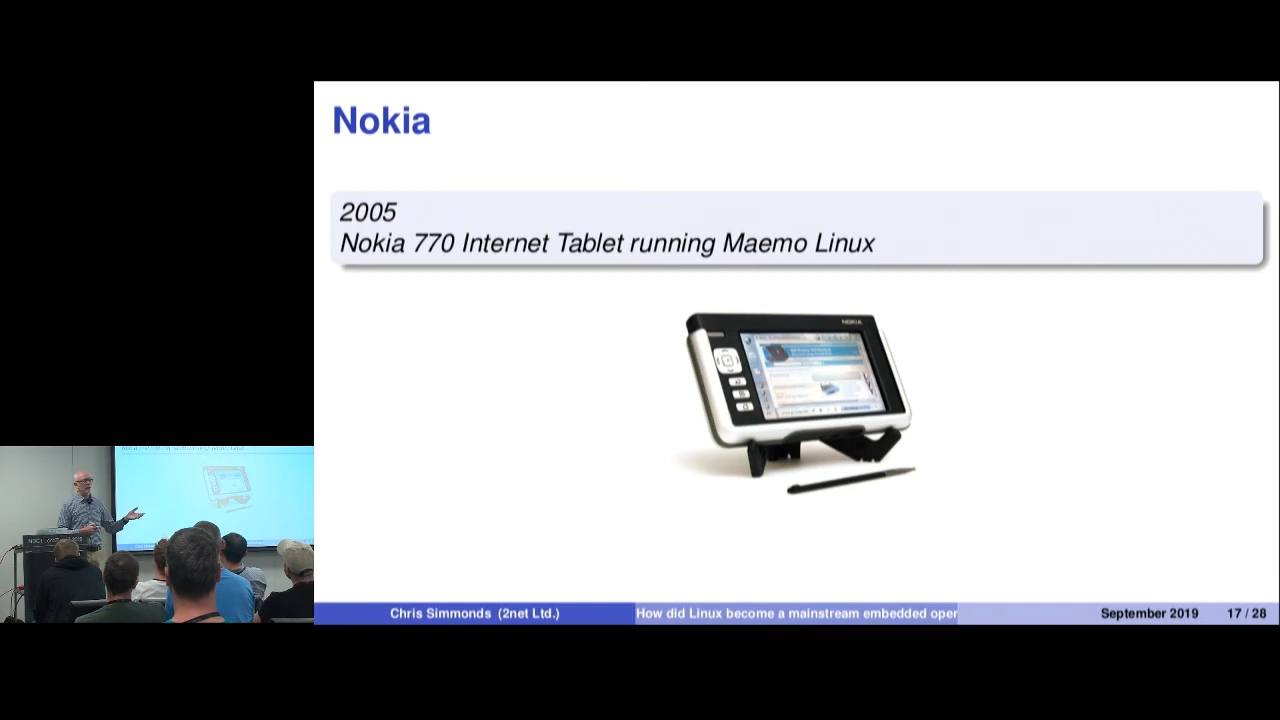 Nokia
2005
Nokia 770 Internet Tablet running Maemo Linux
NOKIA
Chris Simmonds (2net Ltd.)
How did Linux become a mainstream embedded oper
September 2019
17 / 28